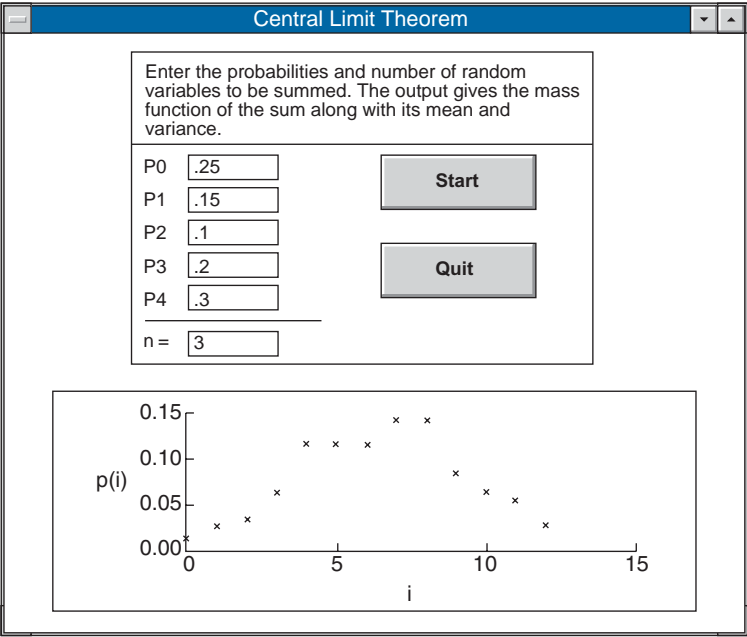 Central Limit Theorem
Enter the probabilities and number of random
variables to be summed. The output gives the mass
function of the sum along with its mean and
variance.
P0 .25
P1 .15
P2 .1
P3 .2
P4 .3
n = 3
Start
Quit
0.15
0.10
p(i)
0.05
0.00
0 5 10 15
i